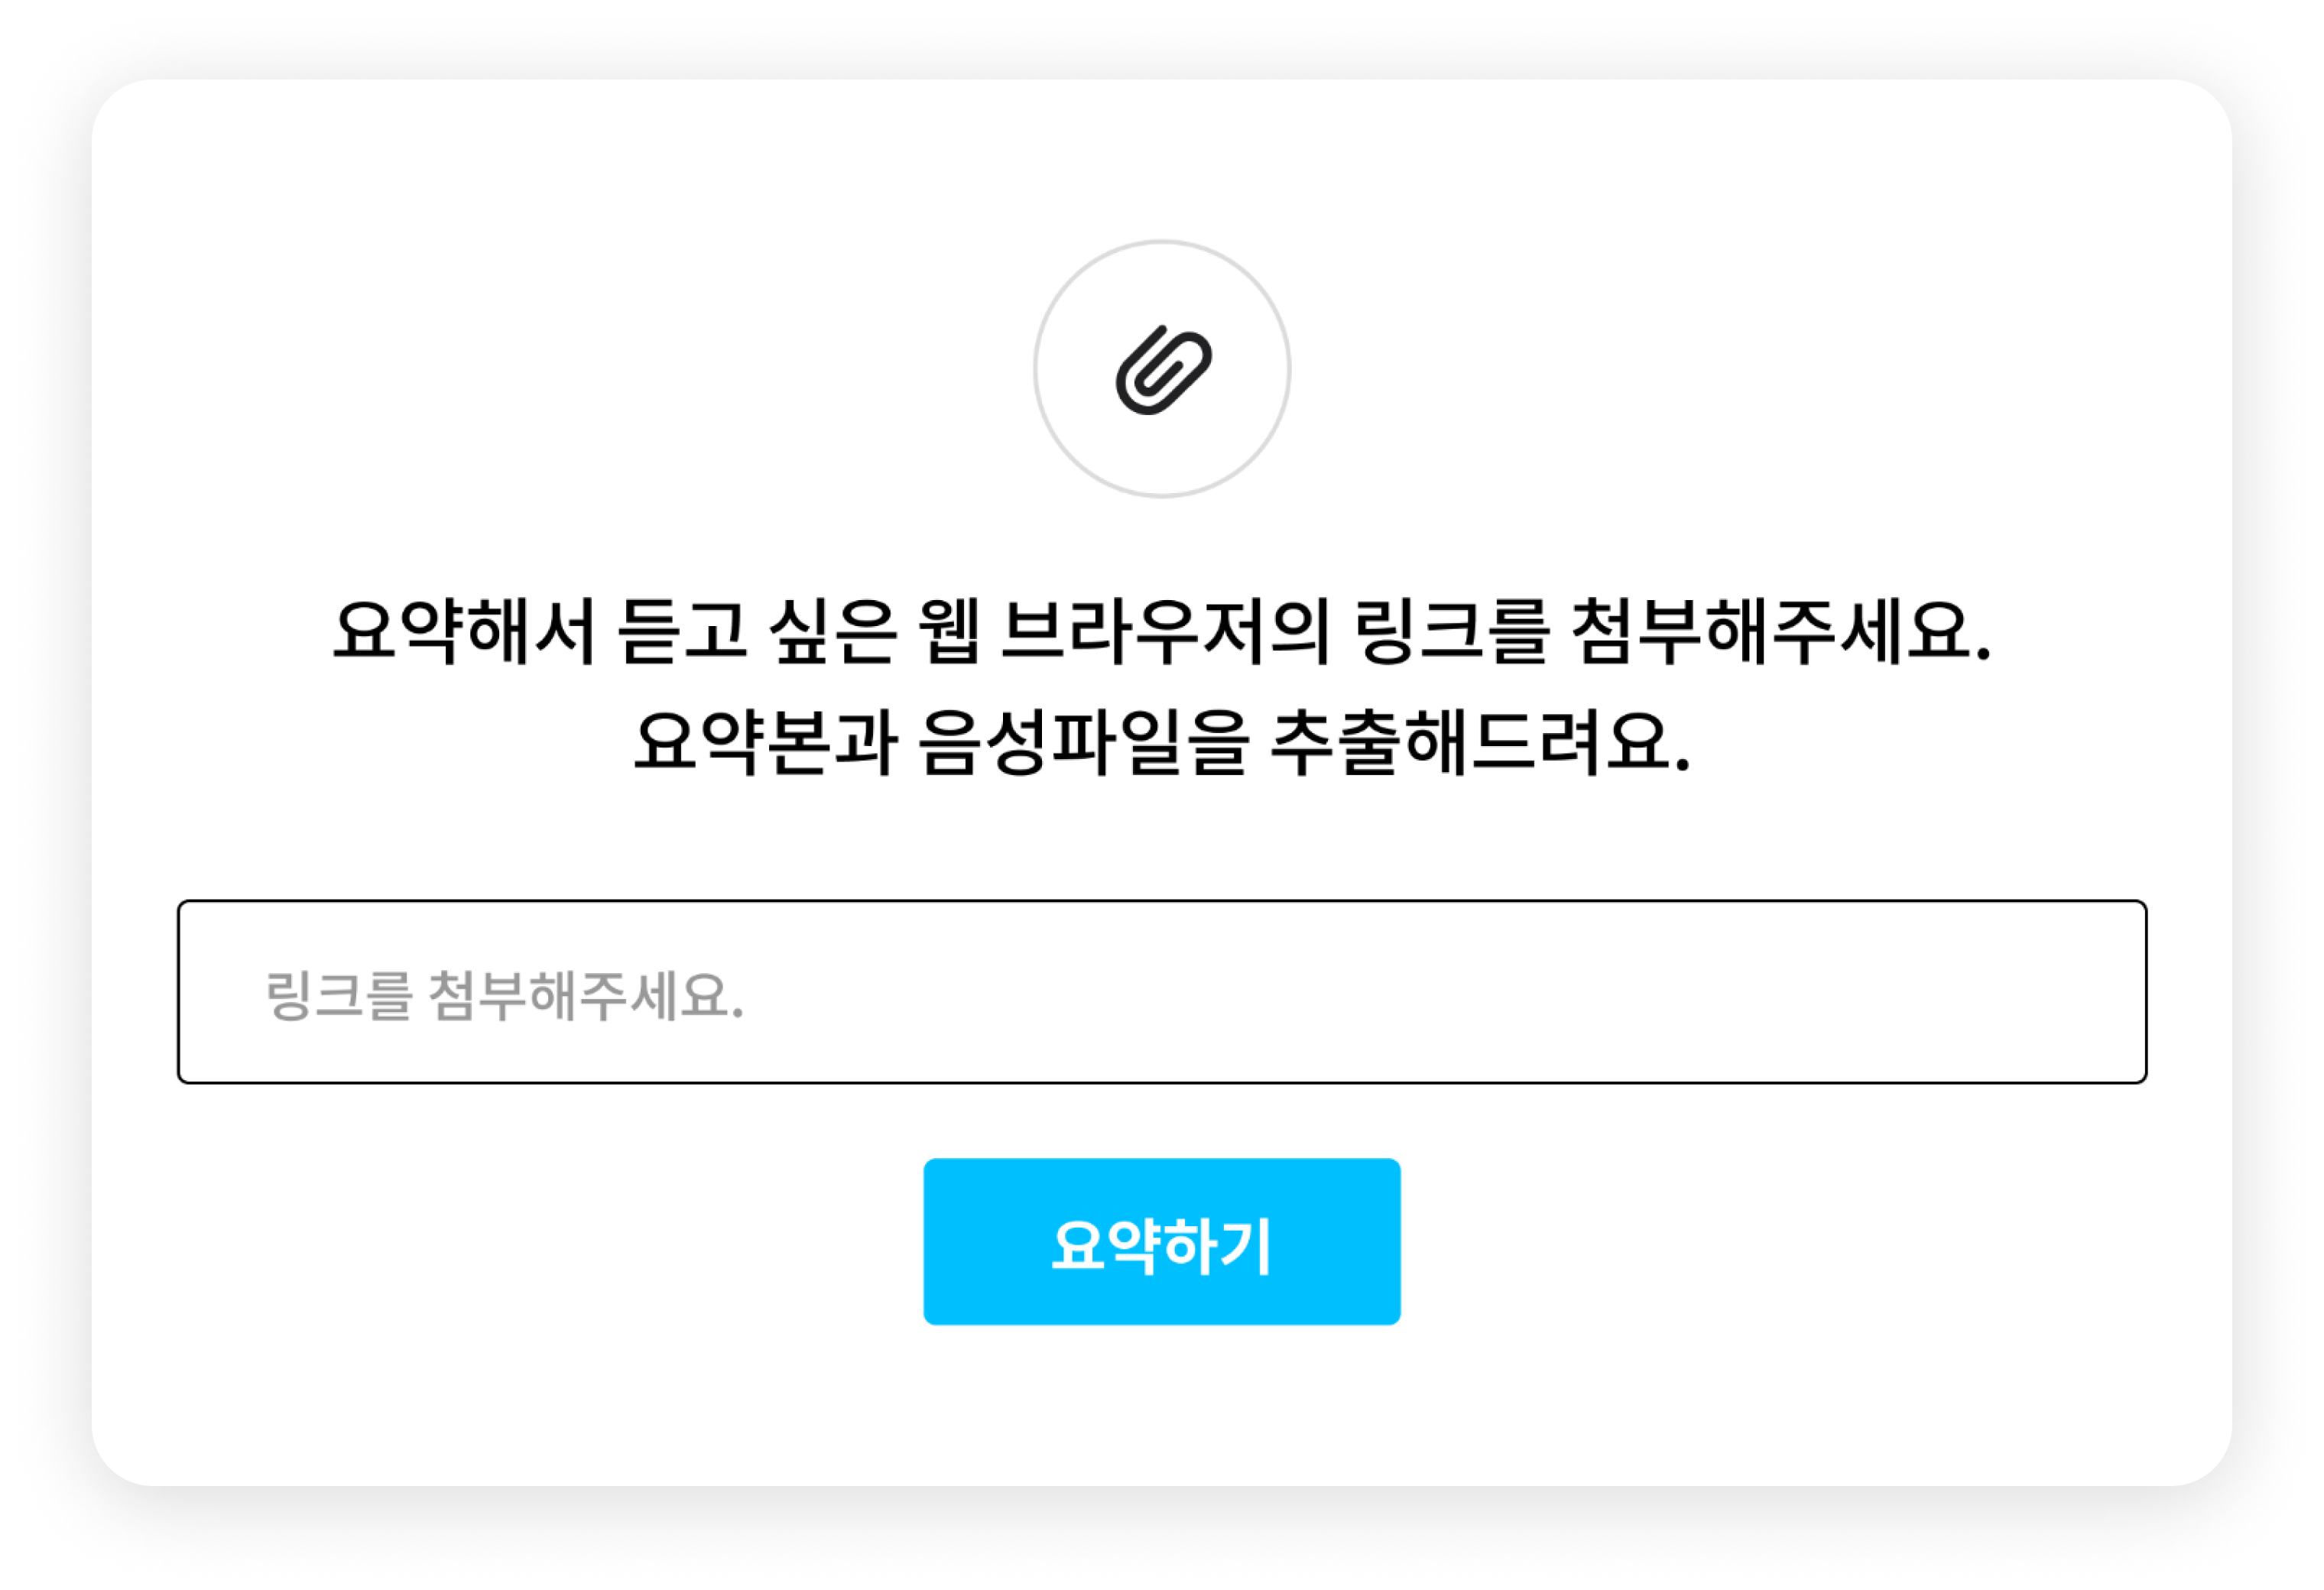 요약해서 듣고 싶은 웹 브라우저의 링크를 첨부해주세요.
요약본과 음성파일을 추출해드려요.
링크를 첨부해주세요.
요약하기